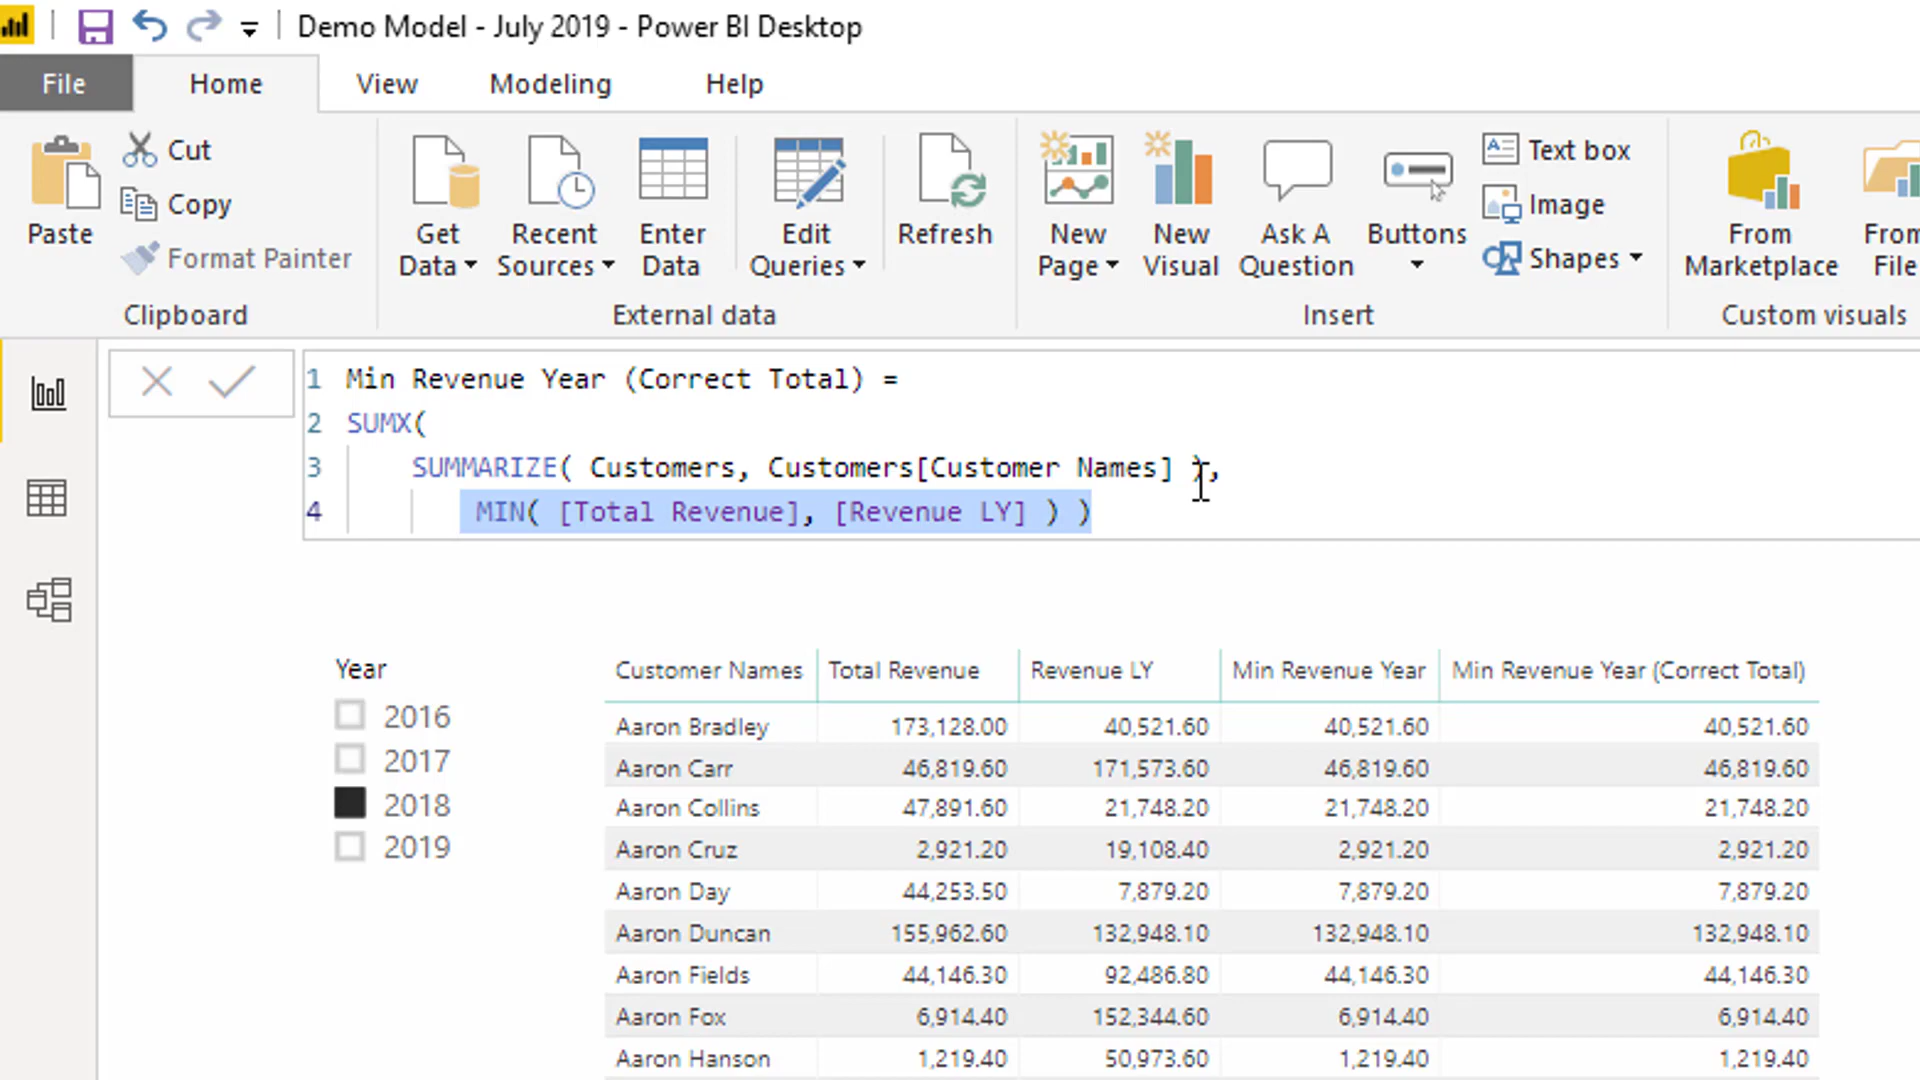 Demo Model - July 2019 - Power BI Desktop
File Home View Modeling Help
Paste
Cut
Copy
Format Painter
Clipboard
Get Data
Recent Sources
Enter Data
Edit Queries
Refresh
External data
New Page
New Visual
Ask A Question
Buttons
Text box
Image
Shapes
Insert
From Marketplace
From File
Custom visuals
1 Min Revenue Year (Correct Total) =
2 SUMX(
3 SUMMARIZE( Customers, Customers[Customer Names] ),
4 MIN( [Total Revenue], [Revenue LY] ) )
Year
2016
2017
2018
2019
Customer Names Total Revenue Revenue LY Min Revenue Year Min Revenue Year (Correct Total)
Aaron Bradley 173,128.00 40,521.60 40,521.60 40,521.60
Aaron Carr 46,819.60 171,573.60 46,819.60 46,819.60
Aaron Collins 47,891.60 21,748.20 21,748.20 21,748.20
Aaron Cruz 2,921.20 19,108.40 2,921.20 2,921.20
Aaron Day 44,253.50 7,879.20 7,879.20 7,879.20
Aaron Duncan 155,962.60 132,948.10 132,948.10 132,948.10
Aaron Fields 44,146.30 92,486.80 44,146.30 44,146.30
Aaron Fox 6,914.40 152,344.60 6,914.40 6,914.40
Aaron Hanson 1,219.40 50,973.60 1,219.40 1,219.40